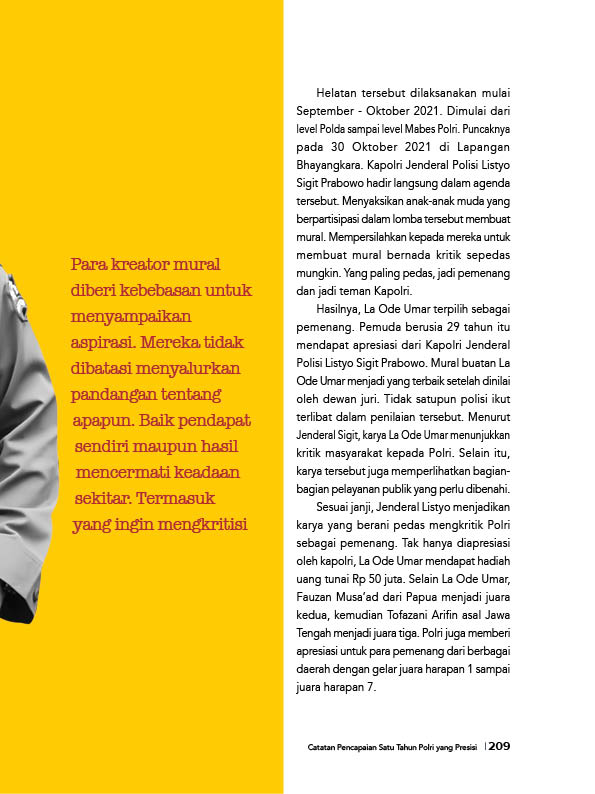 Para kreator mural
diberi kebebasan untuk
menyampaikan
aspirasi. Mereka tidak
dibatasi menyalurkan
pandangan tentang
apapun. Baik pendapat
sendiri maupun hasil
mencermati keadaan
sekitar. Termasuk
yang ingin mengkritisi
Helatan tersebut dilaksanakan mulai
September - Oktober 2021. Dimulai dari
level Polda sampai level Mabes Polri. Puncaknya
pada 30 Oktober 2021 di Lapangan
Bhayangkara. Kapolri Jenderal Polisi Listyo
Sigit Prabowo hadir langsung dalam agenda
tersebut. Menyaksikan anak-anak muda yang
berpartisipasi dalam lomba tersebut membuat
mural. Mempersilahkan kepada mereka untuk
membuat mural bernada kritik sepedas
mungkin. Yang paling pedas, jadi pemenang
dan jadi teman Kapolri.
Hasilnya, La Ode Umar terpilih sebagai
pemenang. Pemuda berusia 29 tahun itu
mendapat apresiasi dari Kapolri Jenderal
Polisi Listyo Sigit Prabowo. Mural buatan La
Ode Umar menjadi yang terbaik setelah dinilai
oleh dewan juri. Tidak satupun polisi ikut
terlibat dalam penilaian tersebut. Menurut
Jenderal Sigit, karya La Ode Umar menunjukkan
kritik masyarakat kepada Polri. Selain itu,
karya tersebut juga memperlihatkan bagian-
bagian pelayanan publik yang perlu dibenahi.
Sesuai janji, Jenderal Listyo menjadikan
karya yang berani pedas mengkritik Polri
sebagai pemenang. Tak hanya diapresiasi
oleh kapolri, La Ode Umar mendapat hadiah
uang tunai Rp 50 juta. Selain La Ode Umar,
Fauzan Musa'ad dari Papua menjadi juara
kedua, kemudian Tofazani Arifin asal Jawa
Tengah menjadi juara tiga. Polri juga memberi
apresiasi untuk para pemenang dari berbagai
daerah dengan gelar juara harapan 1 sampai
juara harapan 7.
Catatan Pencapaian Satu Tahun Polri yang Presisi | 209